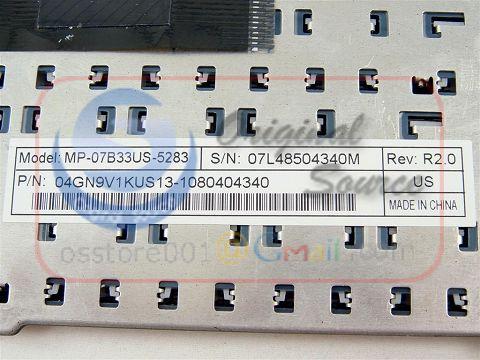 Original
Source
Model: MP-07B33US-5283 S/N: 07L48504340M Rev: R2.0
P/N: 04GN9V1KUS13-1080404340 US
MADE IN CHINA
osstore001@Gmail.com